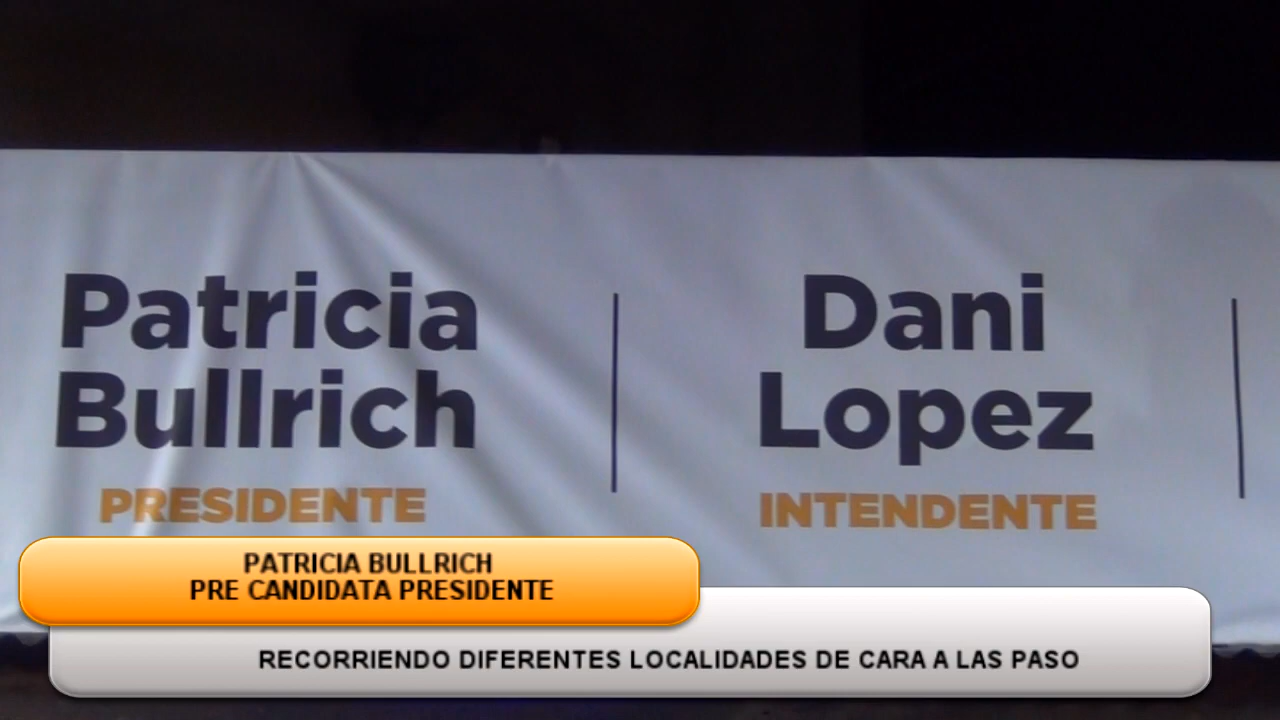 Patricia
Bullrich
PRESIDENTE
Dani
Lopez
INTENDENTE
PATRICIA BULLRICH
PRE CANDIDATA PRESIDENTE
RECORRIENDO DIFERENTES LOCALIDADES DE CARA A LAS PASO